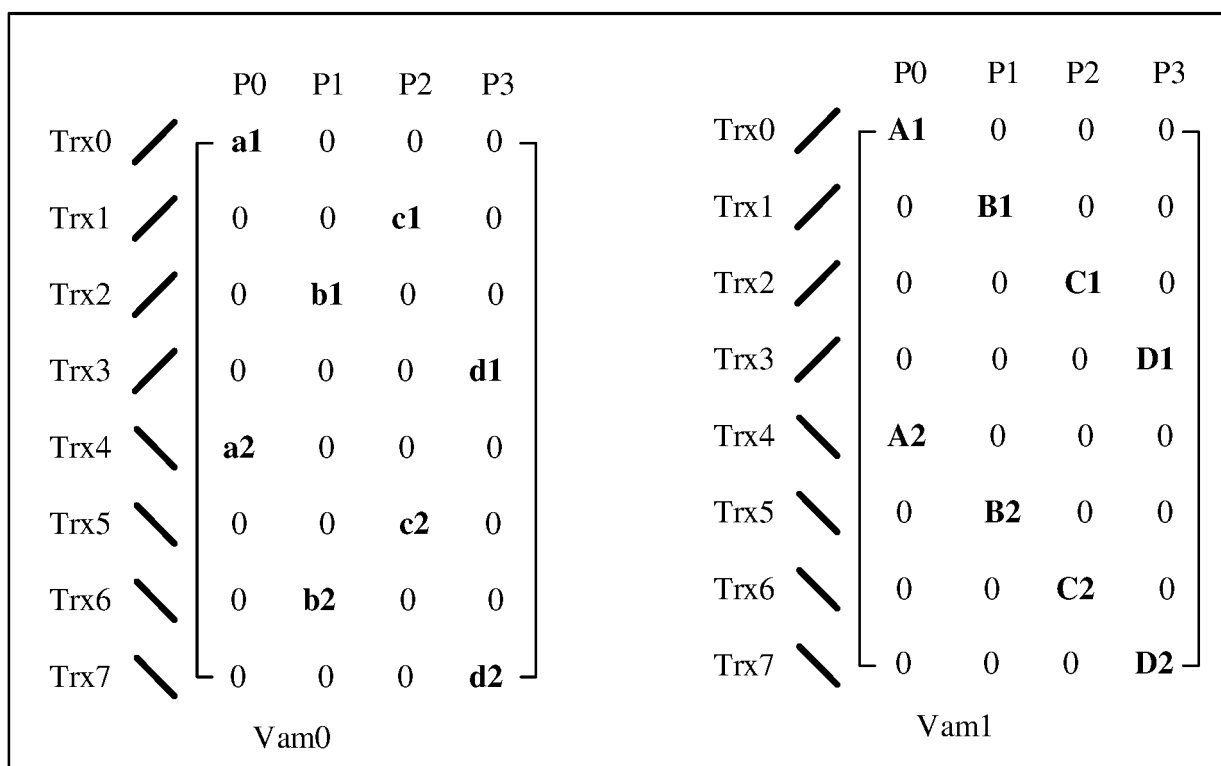 P0 P1 P2 P3
Trx0 a1 0 0 0
Trx1 0 0 c1 0
Trx2 0 b1 0 0
Trx3 0 0 0 d1
Trx4 a2 0 0 0
Trx5 0 0 c2 0
Trx6 0 b2 0 0
Trx7 0 0 0 d2
Vam0
P0 P1 P2 P3
Trx0 A1 0 0 0
Trx1 0 B1 0 0
Trx2 0 0 C1 0
Trx3 0 0 0 D1
Trx4 A2 0 0 0
Trx5 0 B2 0 0
Trx6 0 0 C2 0
Trx7 0 0 0 D2
Vam1